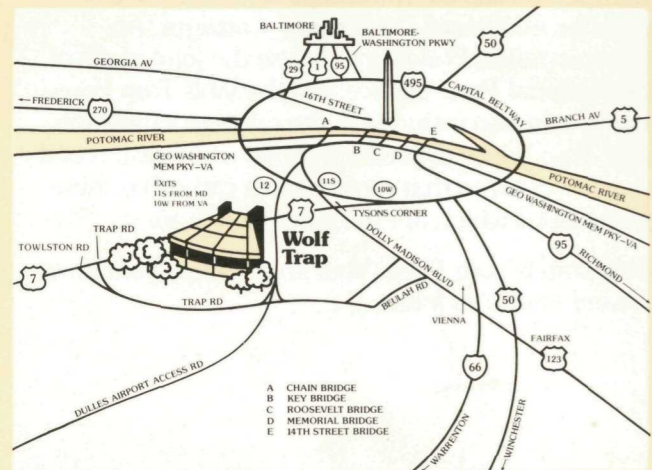 BALTIMORE
BALTIMORE-
WASHINGTON PKWY
50
GEORGIA AV
29
1
95
495
16TH STREET
CAPITAL BELTWAY
FREDERICK
270
BRANCH AV
5
POTOMAC RIVER
A
B
C
D
E
GEO WASHINGTON
MEM PKY-VA
EXITS
11S FROM MD
10W FROM VA
12
11S
10W
POTOMAC RIVER
GEO WASHINGTON MEM PKY-VA
7
TYSONS CORNER
TRAP RD
TOWLSTON RD
7
Wolf
Trap
DOLLY MADISON BLVD
95
RICHMOND
TRAP RD
BEULAH RD
VIENNA
50
FAIRFAX
123
DULLES AIRPORT ACCESS RD
66
A CHAIN BRIDGE
B KEY BRIDGE
C ROOSEVELT BRIDGE
D MEMORIAL BRIDGE
E 14TH STREET BRIDGE
WARRENTON
WINCHESTER